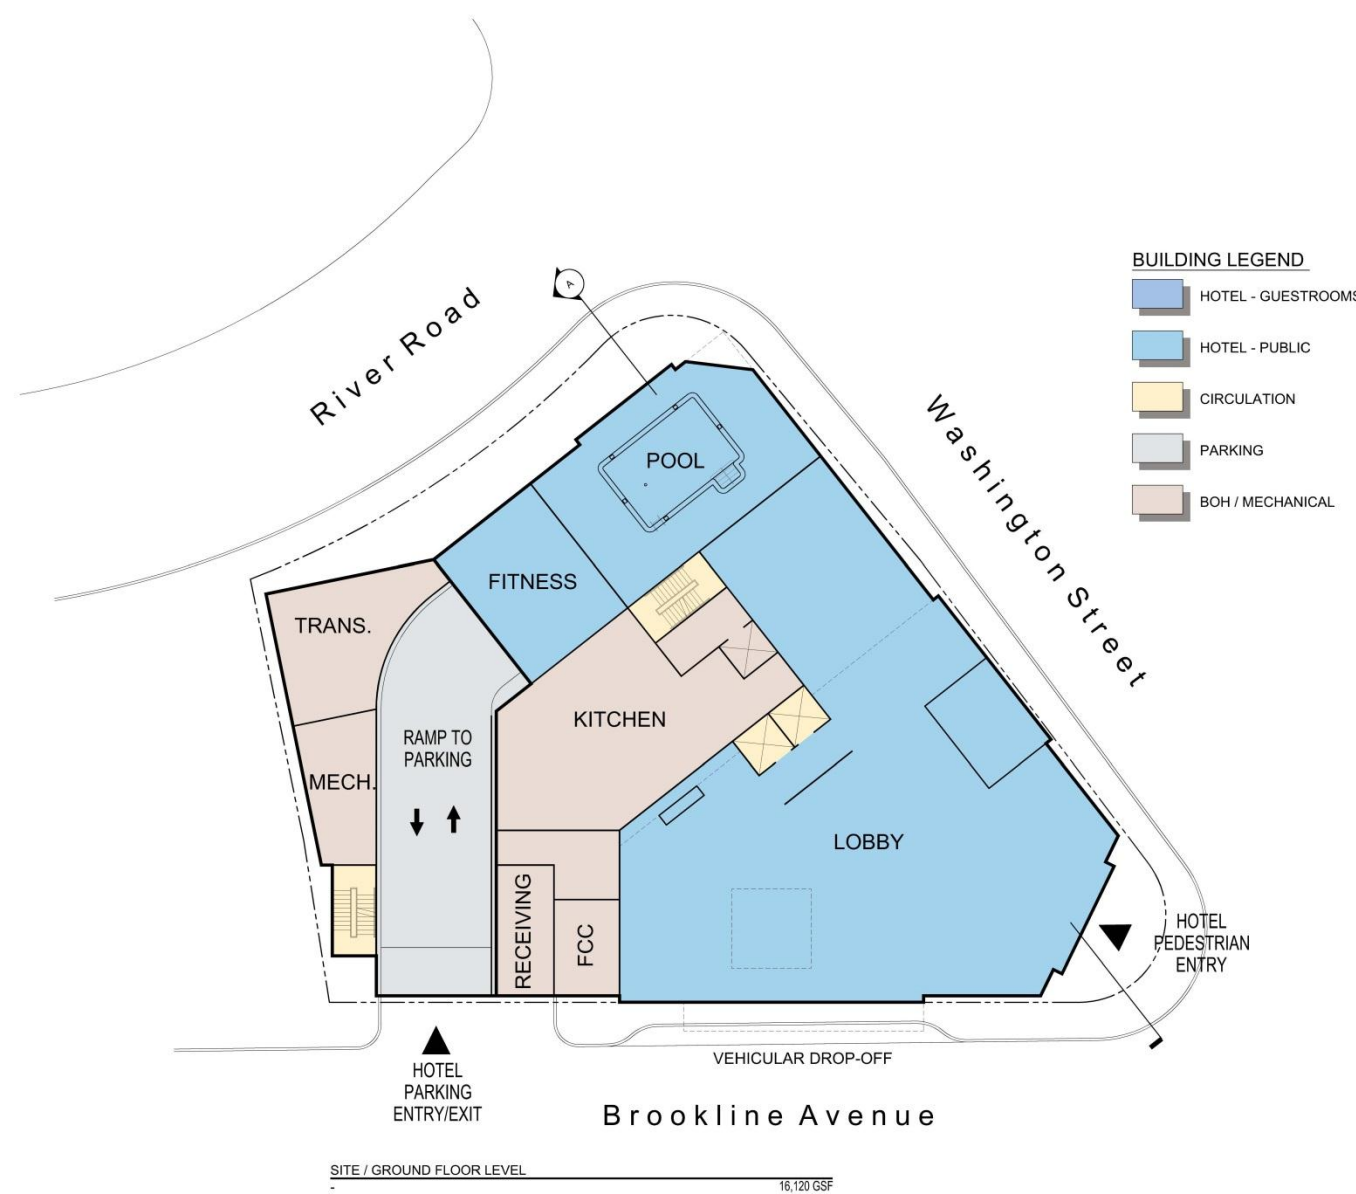 River Road
A
BUILDING LEGEND
HOTEL - GUESTROOMS
HOTEL - PUBLIC
CIRCULATION
PARKING
BOH / MECHANICAL
Washington Street
POOL
FITNESS
TRANS.
KITCHEN
RAMP TO
PARKING
MECH.
LOBBY
RECEIVING
FCC
HOTEL
PEDESTRIAN
ENTRY
VEHICULAR DROP-OFF
HOTEL
PARKING
ENTRY/EXIT
Brookline Avenue
SITE / GROUND FLOOR LEVEL
-
16,120 GSF